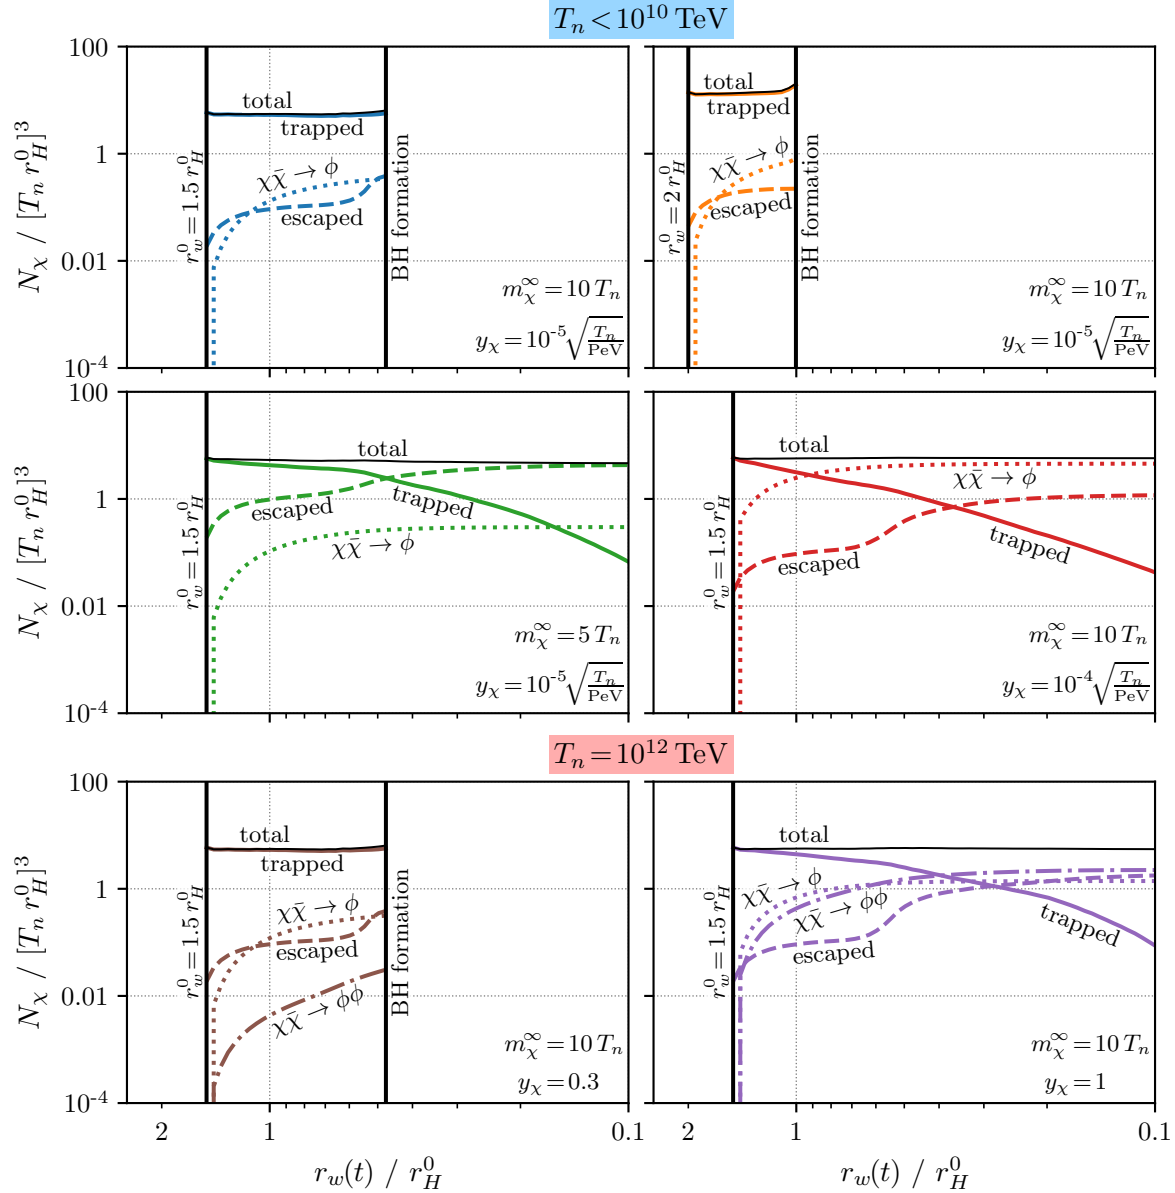 T_n < 10^10 TeV
100
1
0.01
10^-4
N_χ / [T_n r_H^0]^3
total
trapped
χχ̄ → ϕ
escaped
r_w^0 = 1.5 r_H^0
BH formation
m_χ^∞ = 10 T_n
y_χ = 10^-5 √(T_n/PeV)
total
trapped
χχ̄ → ϕ
escaped
r_w^0 = 2 r_H^0
BH formation
m_χ^∞ = 10 T_n
y_χ = 10^-5 √(T_n/PeV)
100
1
0.01
10^-4
N_χ / [T_n r_H^0]^3
total
escaped
trapped
χχ̄ → ϕ
r_w^0 = 1.5 r_H^0
m_χ^∞ = 5 T_n
y_χ = 10^-5 √(T_n/PeV)
total
χχ̄ → ϕ
escaped
trapped
r_w^0 = 1.5 r_H^0
m_χ^∞ = 10 T_n
y_χ = 10^-4 √(T_n/PeV)
T_n = 10^12 TeV
100
1
0.01
10^-4
N_χ / [T_n r_H^0]^3
total
trapped
χχ̄ → ϕ
escaped
χχ̄ → ϕϕ
r_w^0 = 1.5 r_H^0
BH formation
m_χ^∞ = 10 T_n
y_χ = 0.3
2 1 0.1
r_w(t) / r_H^0
total
χχ̄ → ϕ
χχ̄ → ϕϕ
escaped
trapped
r_w^0 = 1.5 r_H^0
m_χ^∞ = 10 T_n
y_χ = 1
2 1 0.1
r_w(t) / r_H^0